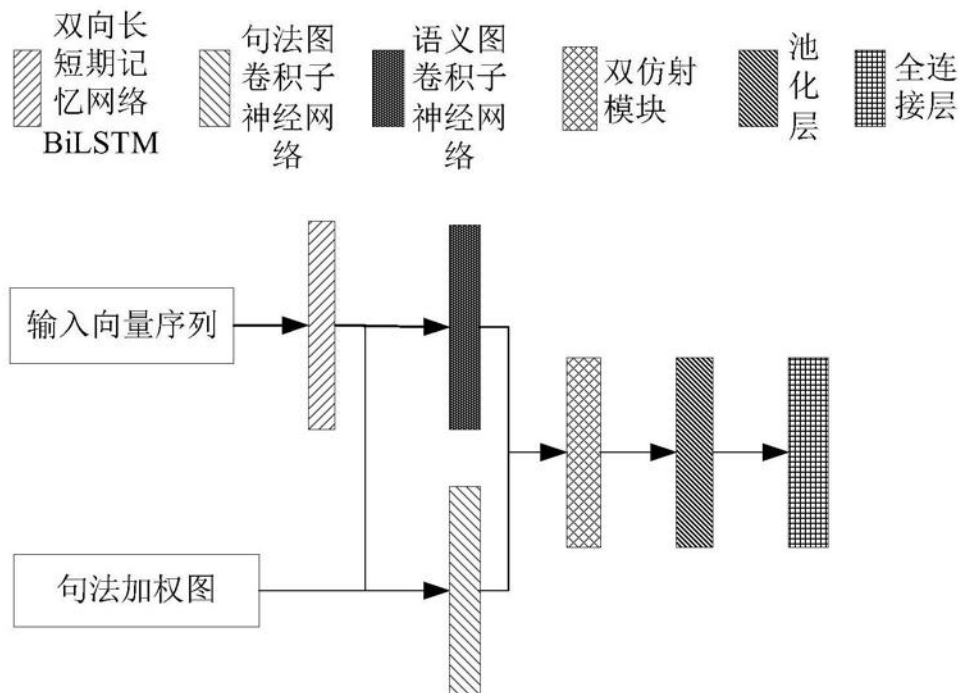 双向长
短期记
忆网络
BiLSTM
句法图
卷积子
神经网
络
语义图
卷积子
神经网
络
双仿射
模块
池
化
层
全连
接层
输入向量序列
句法加权图